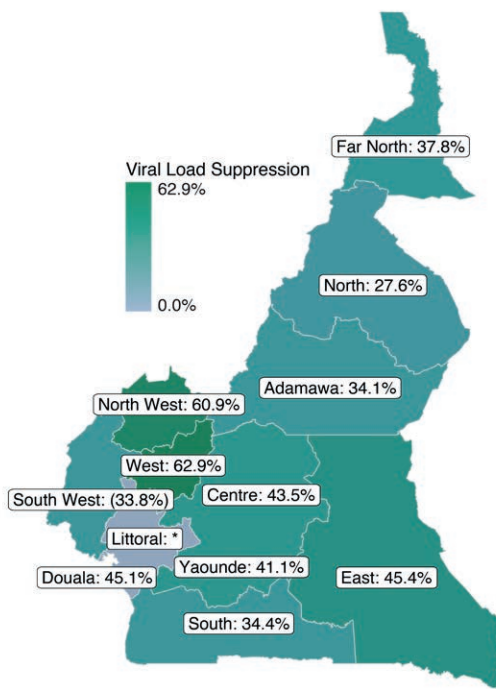 Far North: 37.8%
Viral Load Suppression
62.9%
0.0%
North: 27.6%
Adamawa: 34.1%
North West: 60.9%
West: 62.9%
South West: (33.8%)
Centre: 43.5%
Littoral: *
Douala: 45.1%
Yaounde: 41.1%
East: 45.4%
South: 34.4%